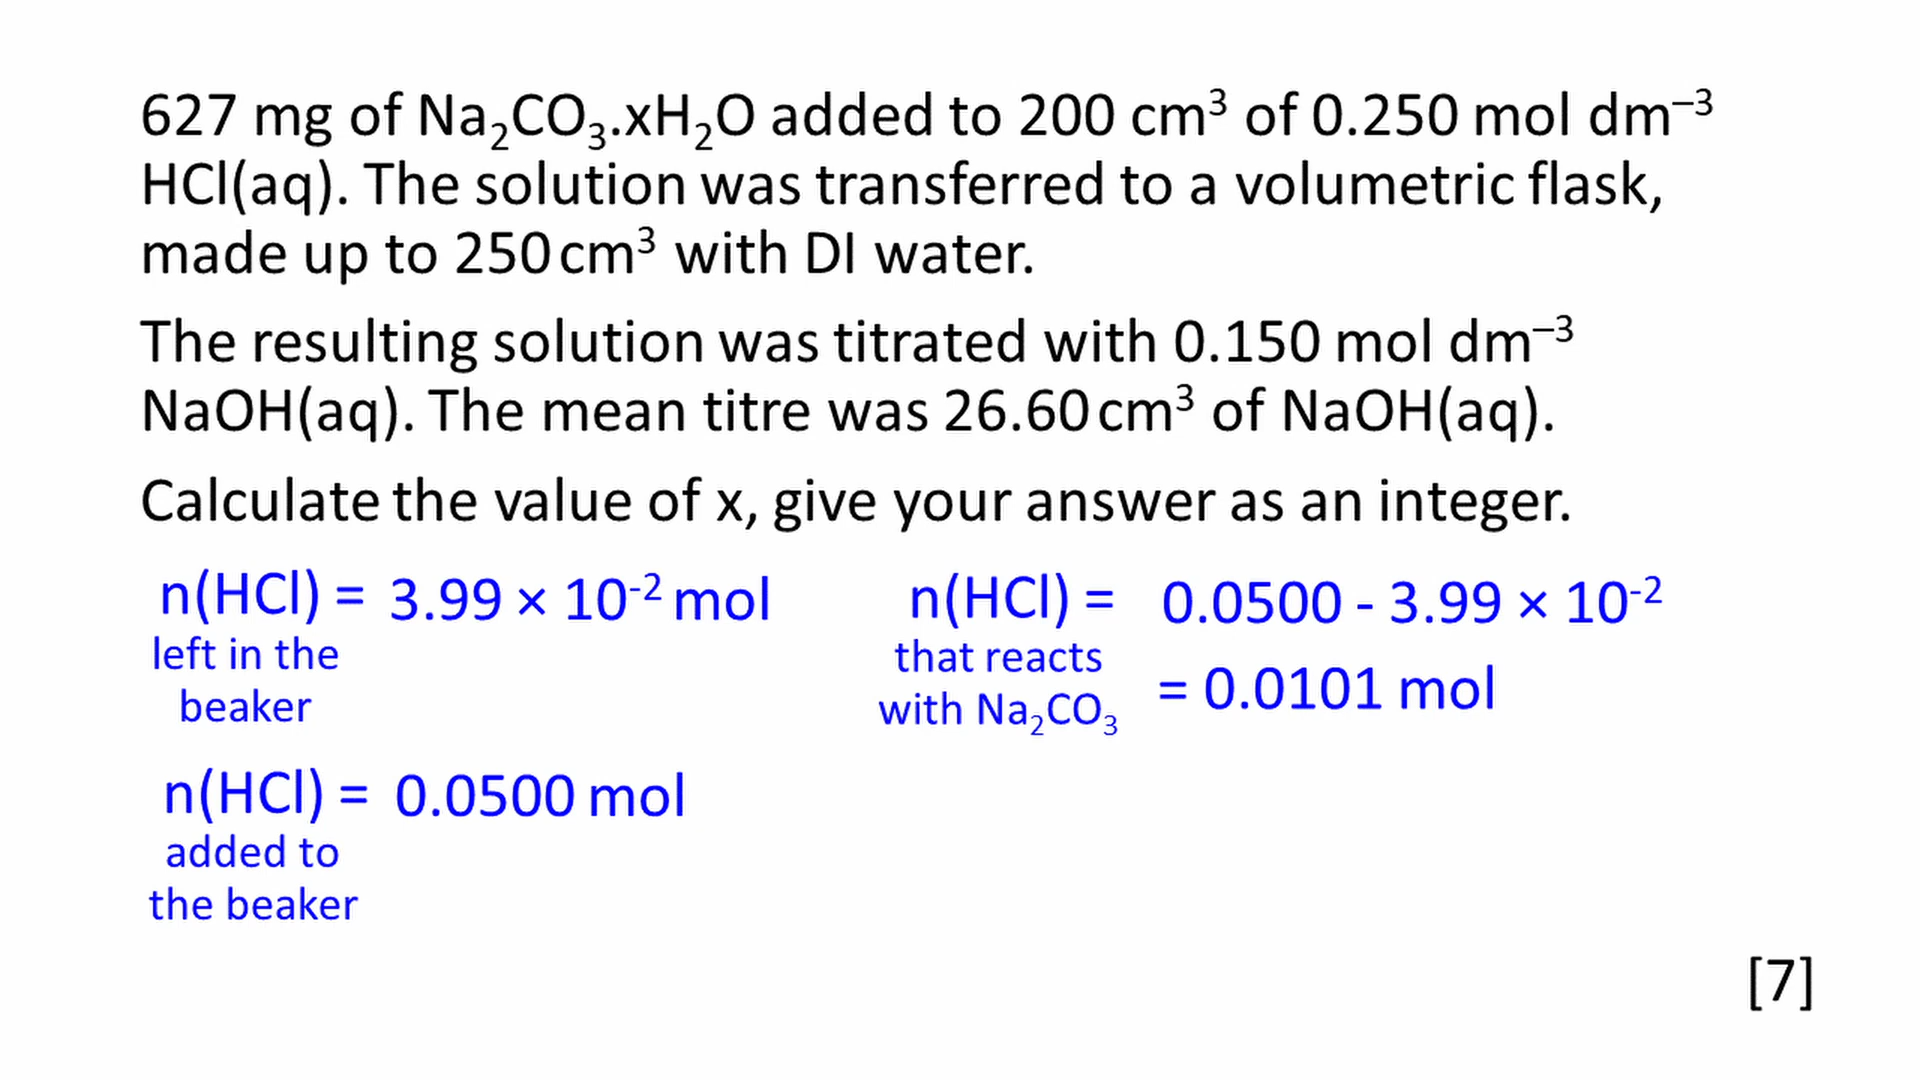 627 mg of Na₂CO₃.xH₂O added to 200 cm³ of 0.250 mol dm⁻³
HCl(aq). The solution was transferred to a volumetric flask,
made up to 250 cm³ with DI water.
The resulting solution was titrated with 0.150 mol dm⁻³
NaOH(aq). The mean titre was 26.60 cm³ of NaOH(aq).
Calculate the value of x, give your answer as an integer.
n(HCl) = 3.99 × 10⁻² mol
left in the
beaker
n(HCl) = 0.0500 mol
added to
the beaker
n(HCl) = 0.0500 - 3.99 × 10⁻²
that reacts
with Na₂CO₃
= 0.0101 mol
[7]